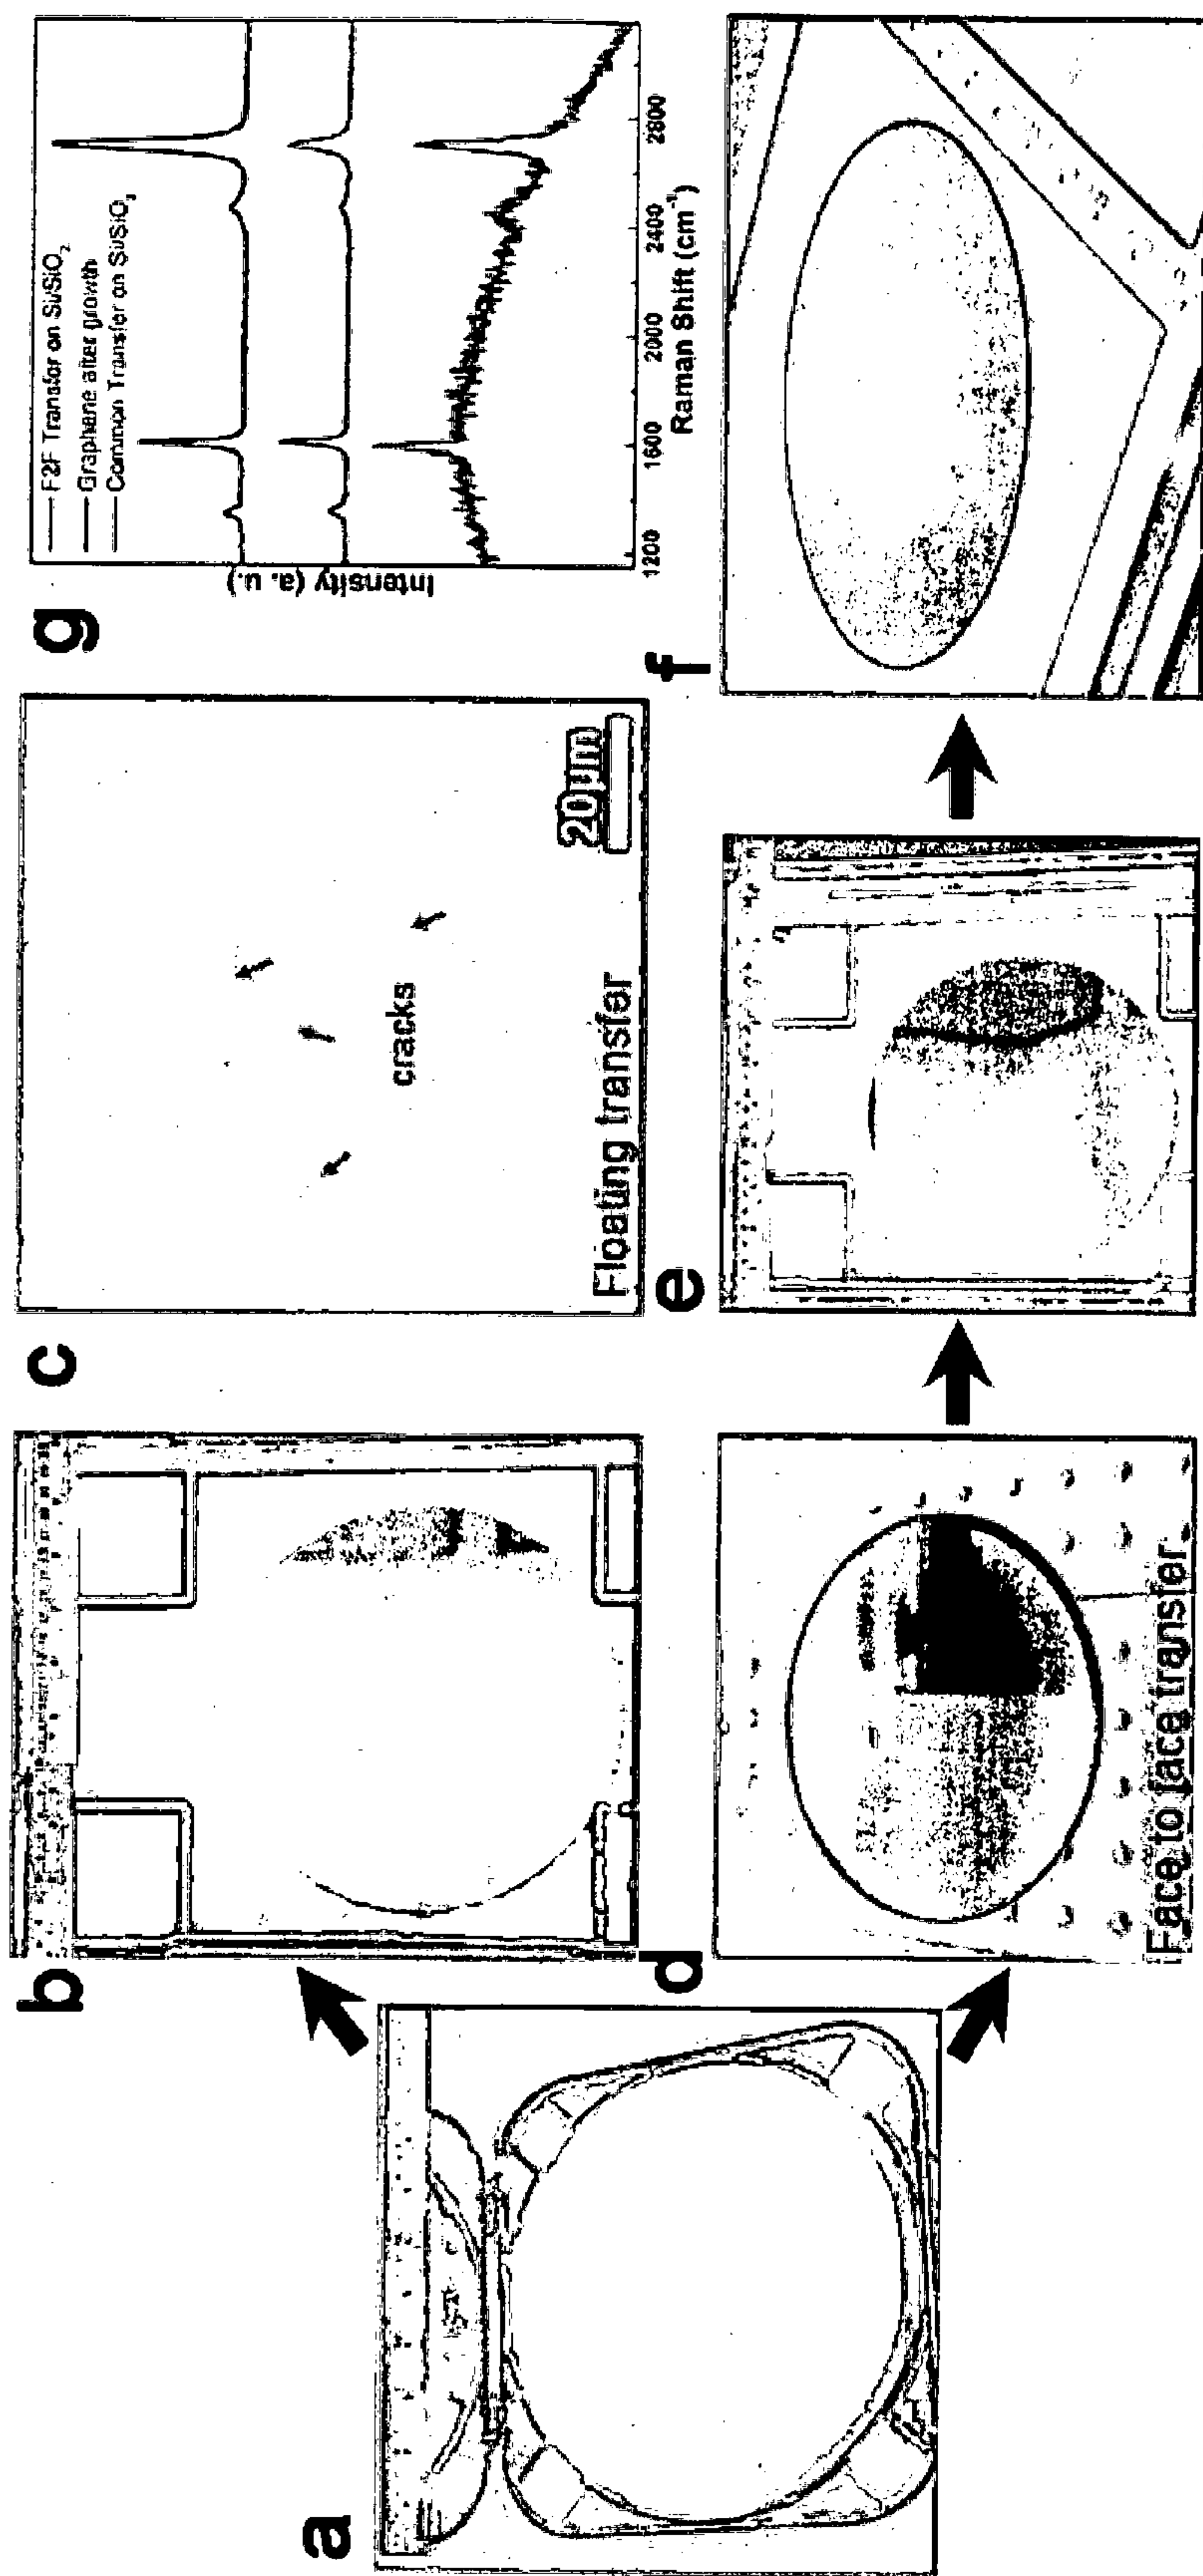 a
b
c
cracks
20µm
Floating transfer
d
Face to face transfer
e
f
g
F2F Transfer on Si/SiO2
Graphene after growth
Common Transfer on Si/SiO2
Intensity (a. u.)
1200 1600 2000 2400 2800
Raman Shift (cm-1)